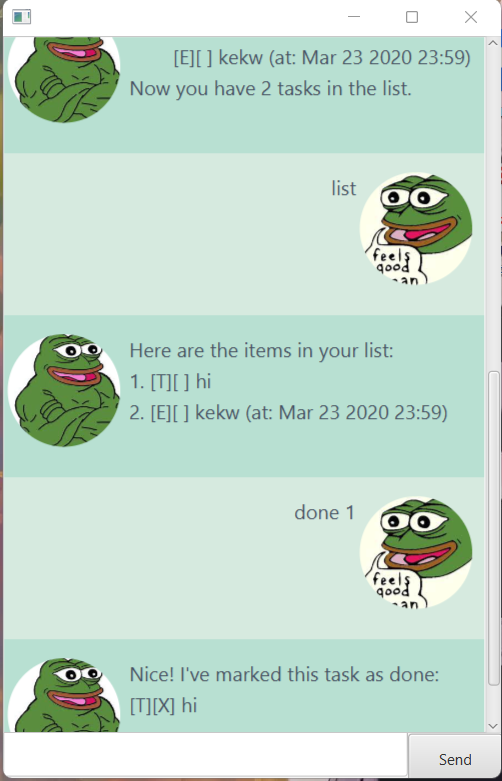 [E][ ] kekw (at: Mar 23 2020 23:59)
Now you have 2 tasks in the list.
list
feels
good
an
Here are the items in your list:
1. [T][ ] hi
2. [E][ ] kekw (at: Mar 23 2020 23:59)
done 1
feels
good
an
Nice! I've marked this task as done:
[T][X] hi
Send